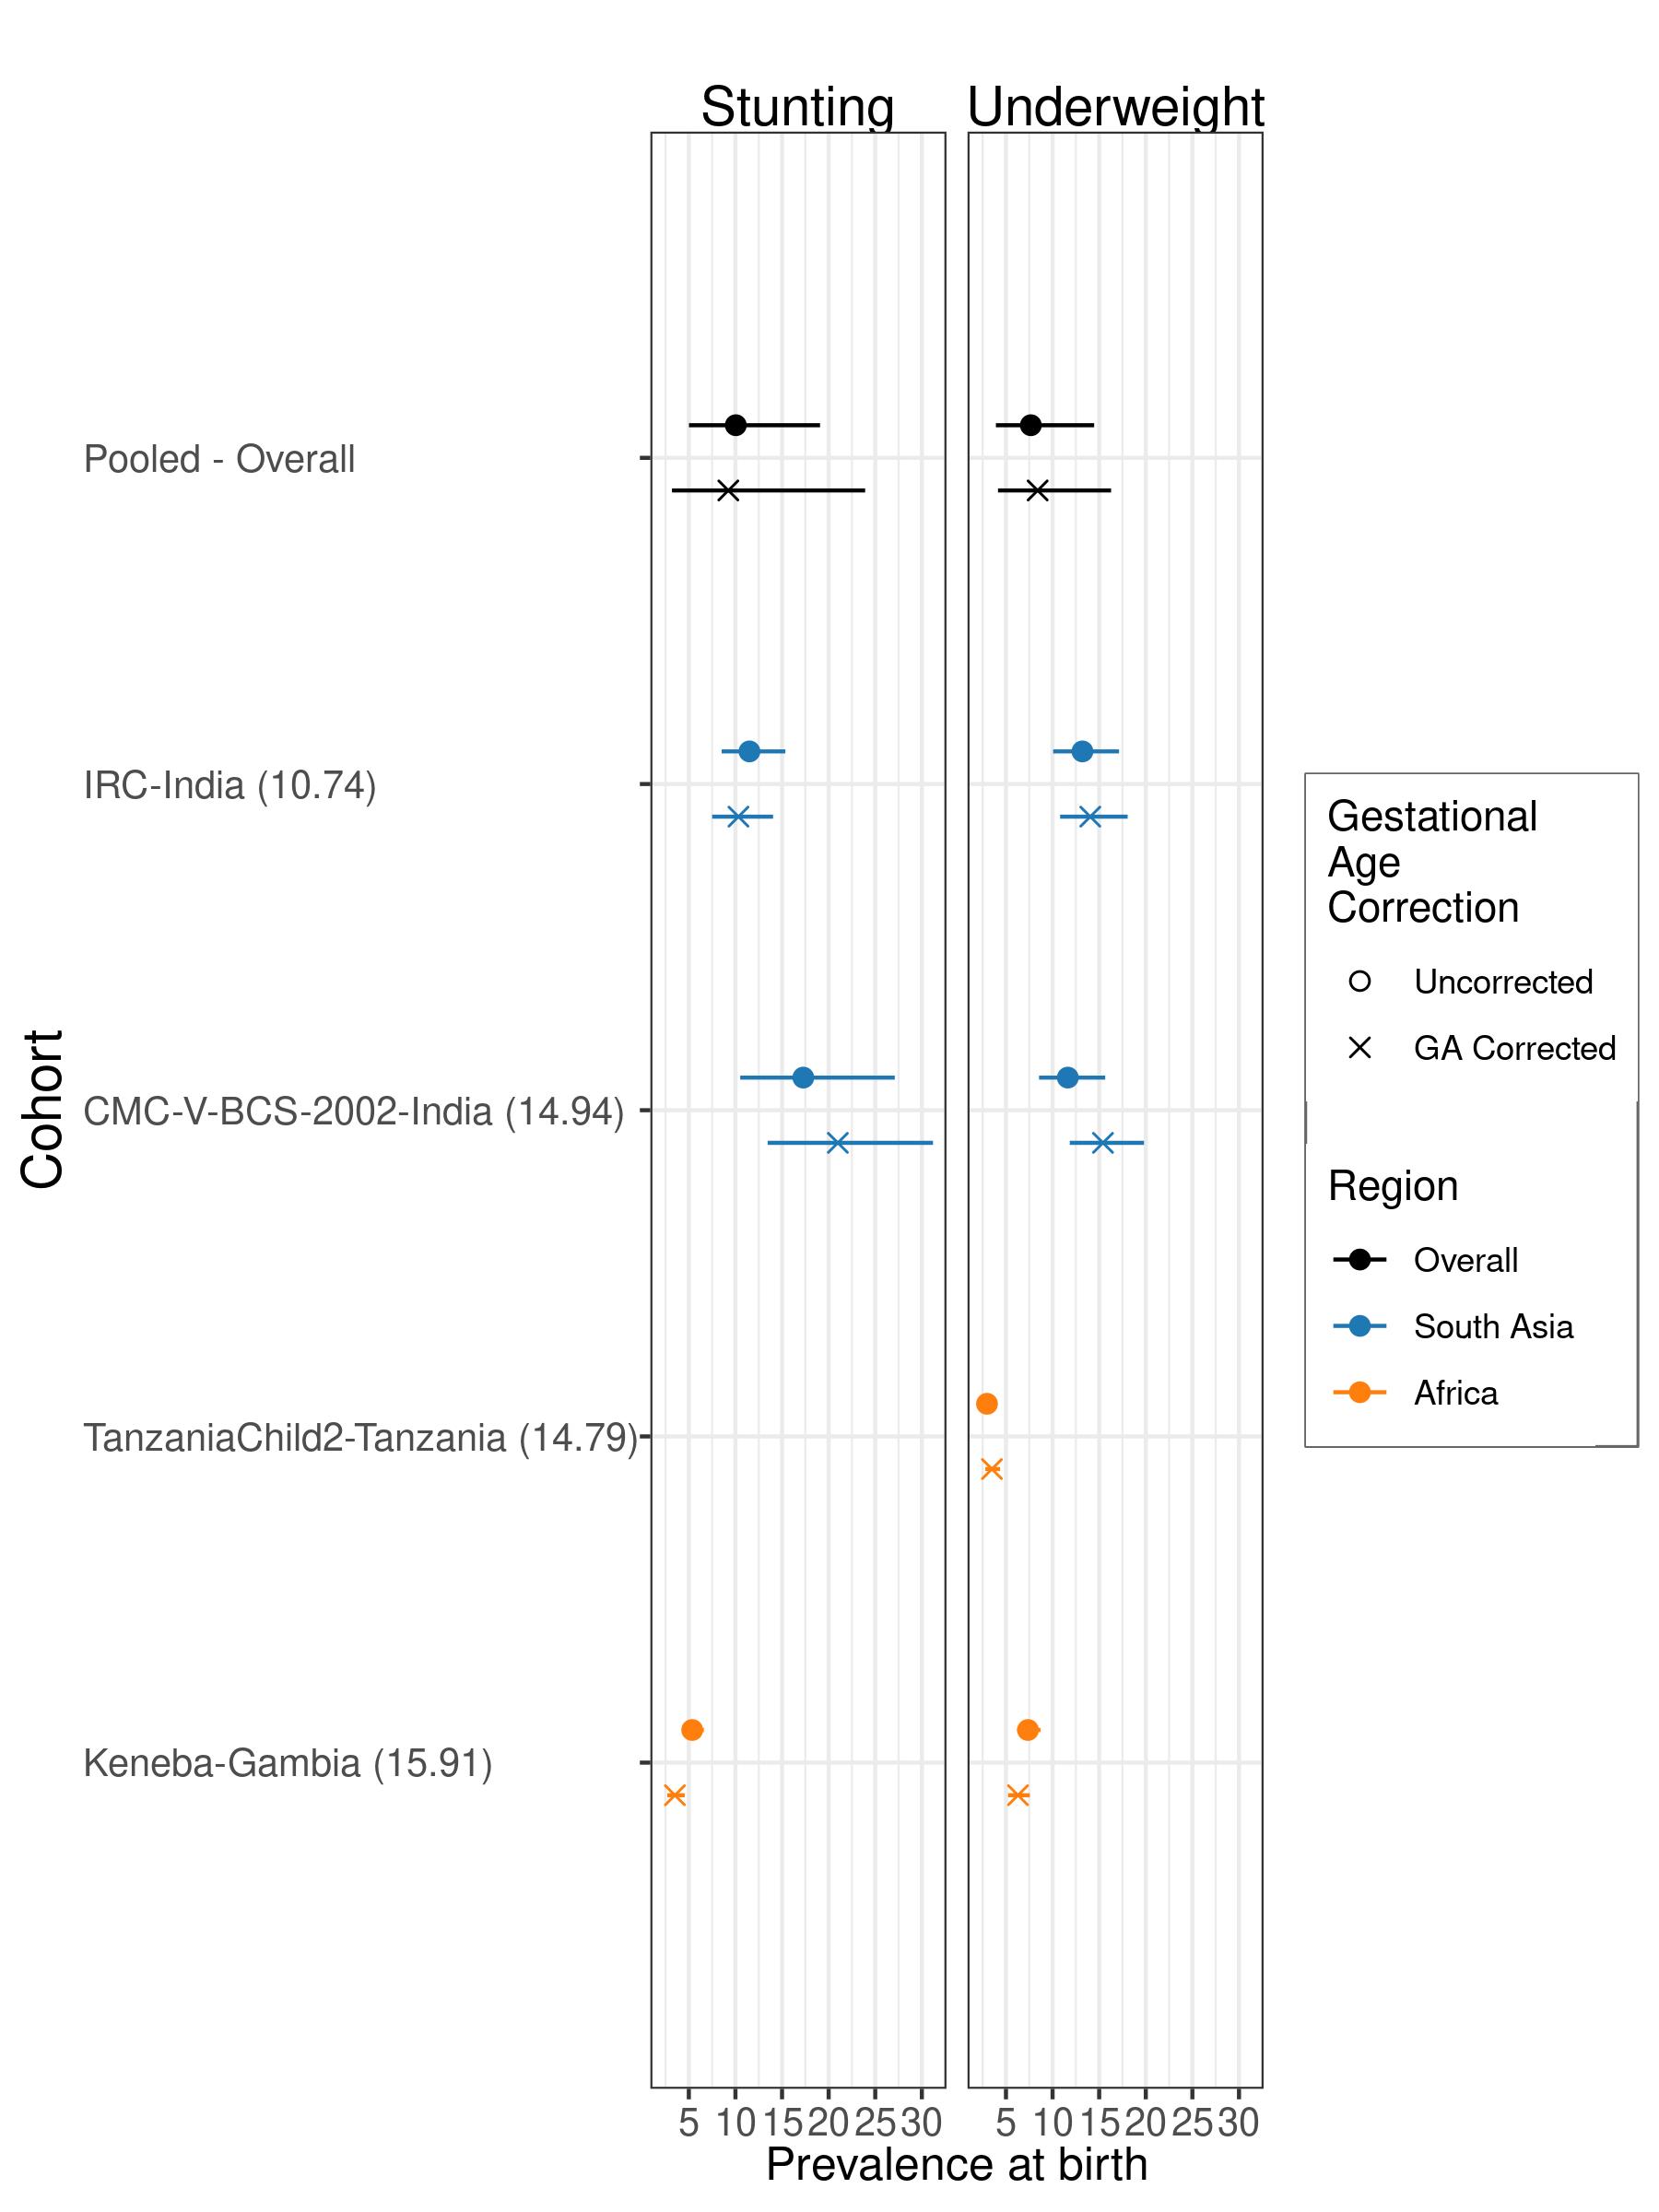 Stunting Underweight
Pooled - Overall
IRC-India (10.74)
CMC-V-BCS-2002-India (14.94)
TanzaniaChild2-Tanzania (14.79)
Keneba-Gambia (15.91)
Cohort
5 10 15 20 25 30 5 10 15 20 25 30
Prevalence at birth
Gestational
Age
Correction
Uncorrected
GA Corrected
Region
Overall
South Asia
Africa